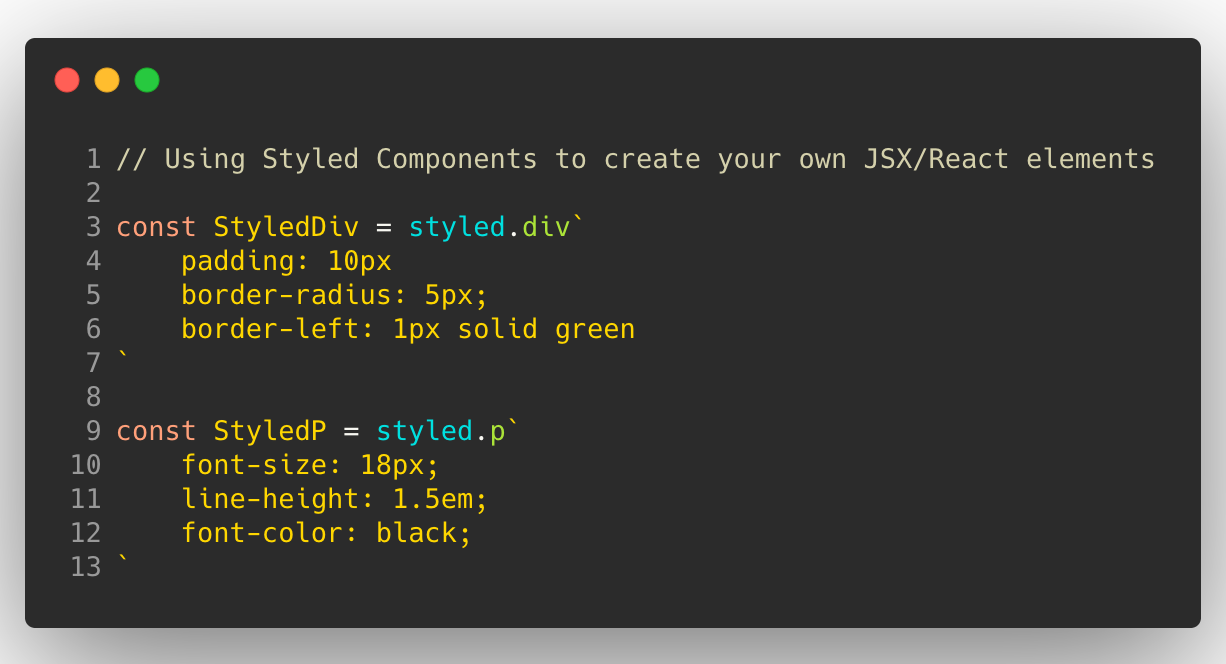 1 // Using Styled Components to create your own JSX/React elements
2
3 const StyledDiv = styled.div`
4     padding: 10px
5     border-radius: 5px;
6     border-left: 1px solid green
7 `
8
9 const StyledP = styled.p`
10     font-size: 18px;
11     line-height: 1.5em;
12     font-color: black;
13 `